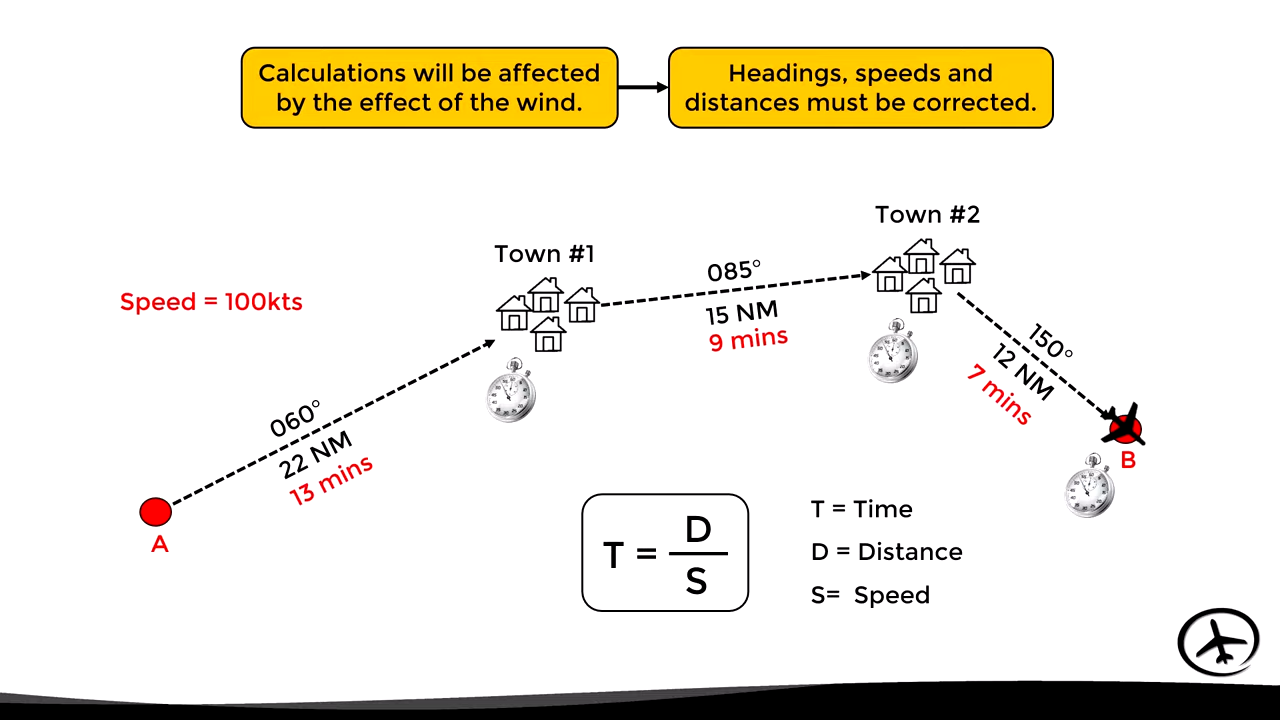 Calculations will be affected
by the effect of the wind.
Headings, speeds and
distances must be corrected.
Town #2
Town #1
085°
Speed = 100kts
15 NM
9 mins
150°
12 NM
7 mins
060°
22 NM
13 mins
B
A
T = D
S
T = Time
D = Distance
S= Speed